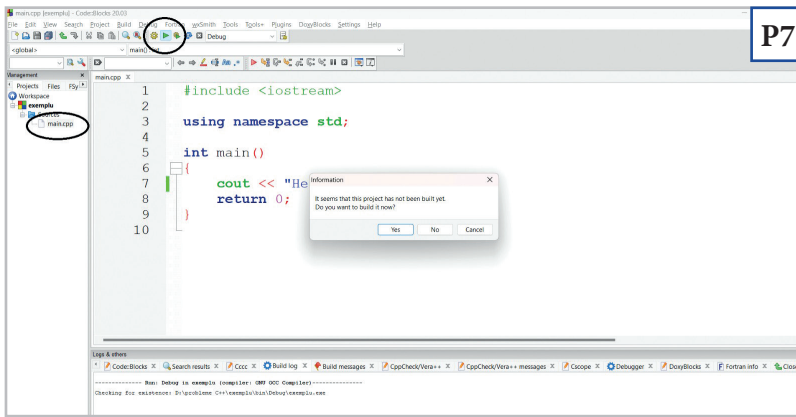 main.cpp [exemplu] - Code::Blocks 20.03
File Edit View Search Project Build Debug Fortran wxSmith Tools Tools+ Plugins DoxyBlocks Settings Help
P7
Debug
<global>
main() : int
Management
Projects Files FSy
Workspace
exemplu
Sources
main.cpp
main.cpp X
1 #include <iostream>
2
3 using namespace std;
4
5 int main()
6 {
7 cout << "He
8 return 0;
9 }
10
Information
It seems that this project has not been built yet.
Do you want to build it now?
Yes No Cancel
Logs & others
Code::Blocks X Search results X Cccc X Build log X Build messages X CppCheck/Vera++ X CppCheck/Vera++ messages X Cscope X Debugger X DoxyBlocks X Fortran info X Close
-------------- Run: Debug in exemplu (compiler: GNU GCC Compiler)---------------
Checking for existence: D:\probleme C++\exemplu\bin\Debug\exemplu.exe